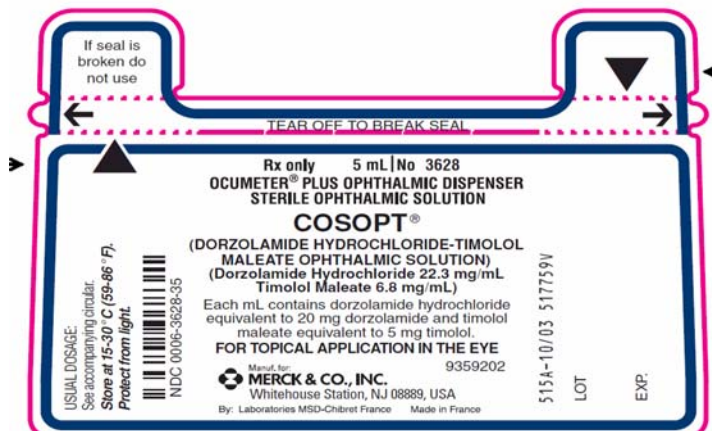 If seal is
broken do
not use
TEAR OFF TO BREAK SEAL
Rx only 5 mL | No 3628
OCUMETER® PLUS OPHTHALMIC DISPENSER
STERILE OPHTHALMIC SOLUTION
COSOPT®
(DORZOLAMIDE HYDROCHLORIDE-TIMOLOL
MALEATE OPHTHALMIC SOLUTION)
(Dorzolamide Hydrochloride 22.3 mg/mL
Timolol Maleate 6.8 mg/mL)
Each mL contains dorzolamide hydrochloride
equivalent to 20 mg dorzolamide and timolol
maleate equivalent to 5 mg timolol.
FOR TOPICAL APPLICATION IN THE EYE
9359202
Manuf. for:
MERCK & CO., INC.
Whitehouse Station, NJ 08889, USA
By: Laboratories MSD-Chibret France Made in France
USUAL DOSAGE:
See accompanying circular.
Store at 15-30°C (59-86°F).
Protect from light.
NDC 0006-3628-35
515A-10/03 517759V
LOT
EXP.